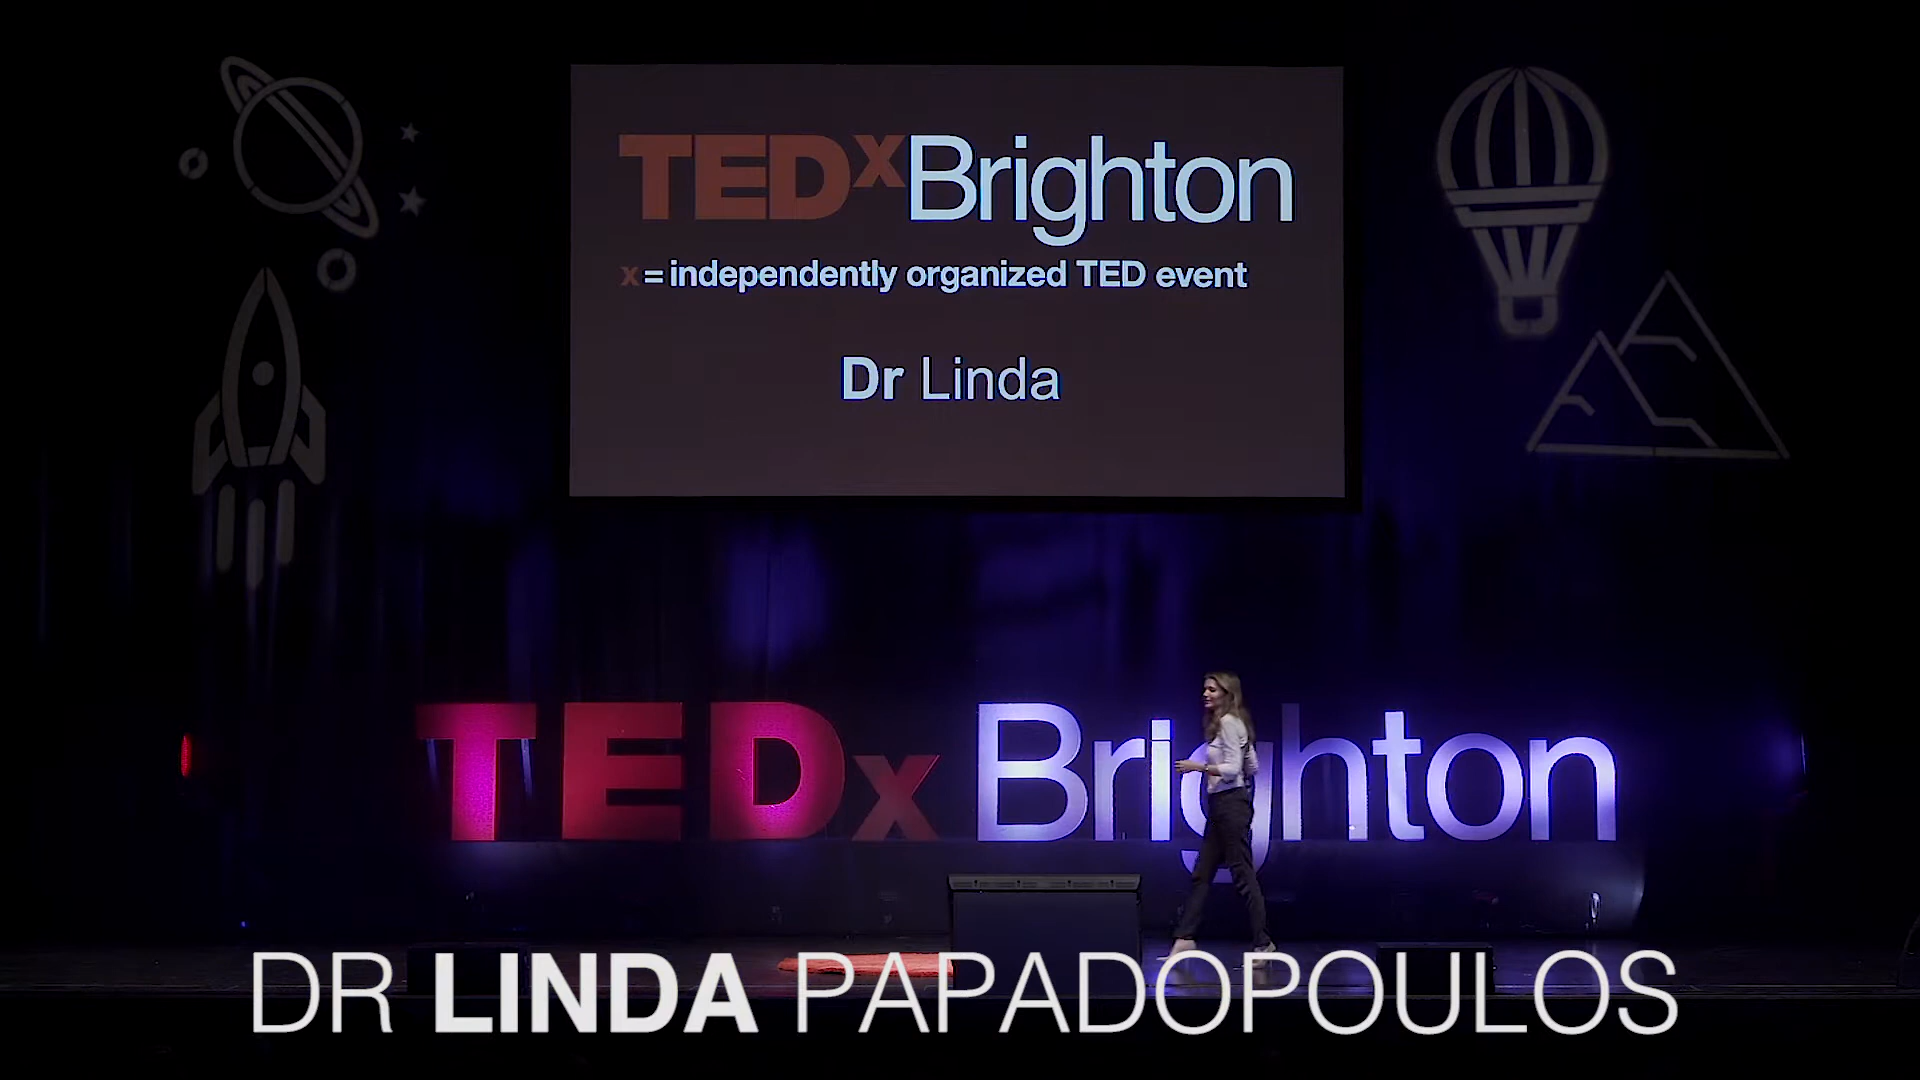 TEDxBrighton
x = independently organized TED event
Dr Linda
TEDx Brighton
DR LINDA PAPADOPOULOS